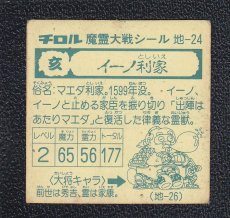 チロル 魔霊大戦シール 地-24
亥
としいえ
イーノ利家
俗名:マエダ利家。1599年没。・イーノ、
イーノと止める家臣を振り切り「出陣は
あたりマエダ」と復活した律義な霊獣。
レベル 魔力 霊力 トータル
2 65 56 177
《大将キャラ》
前世は秀吉、霊は家康。
(地-26)